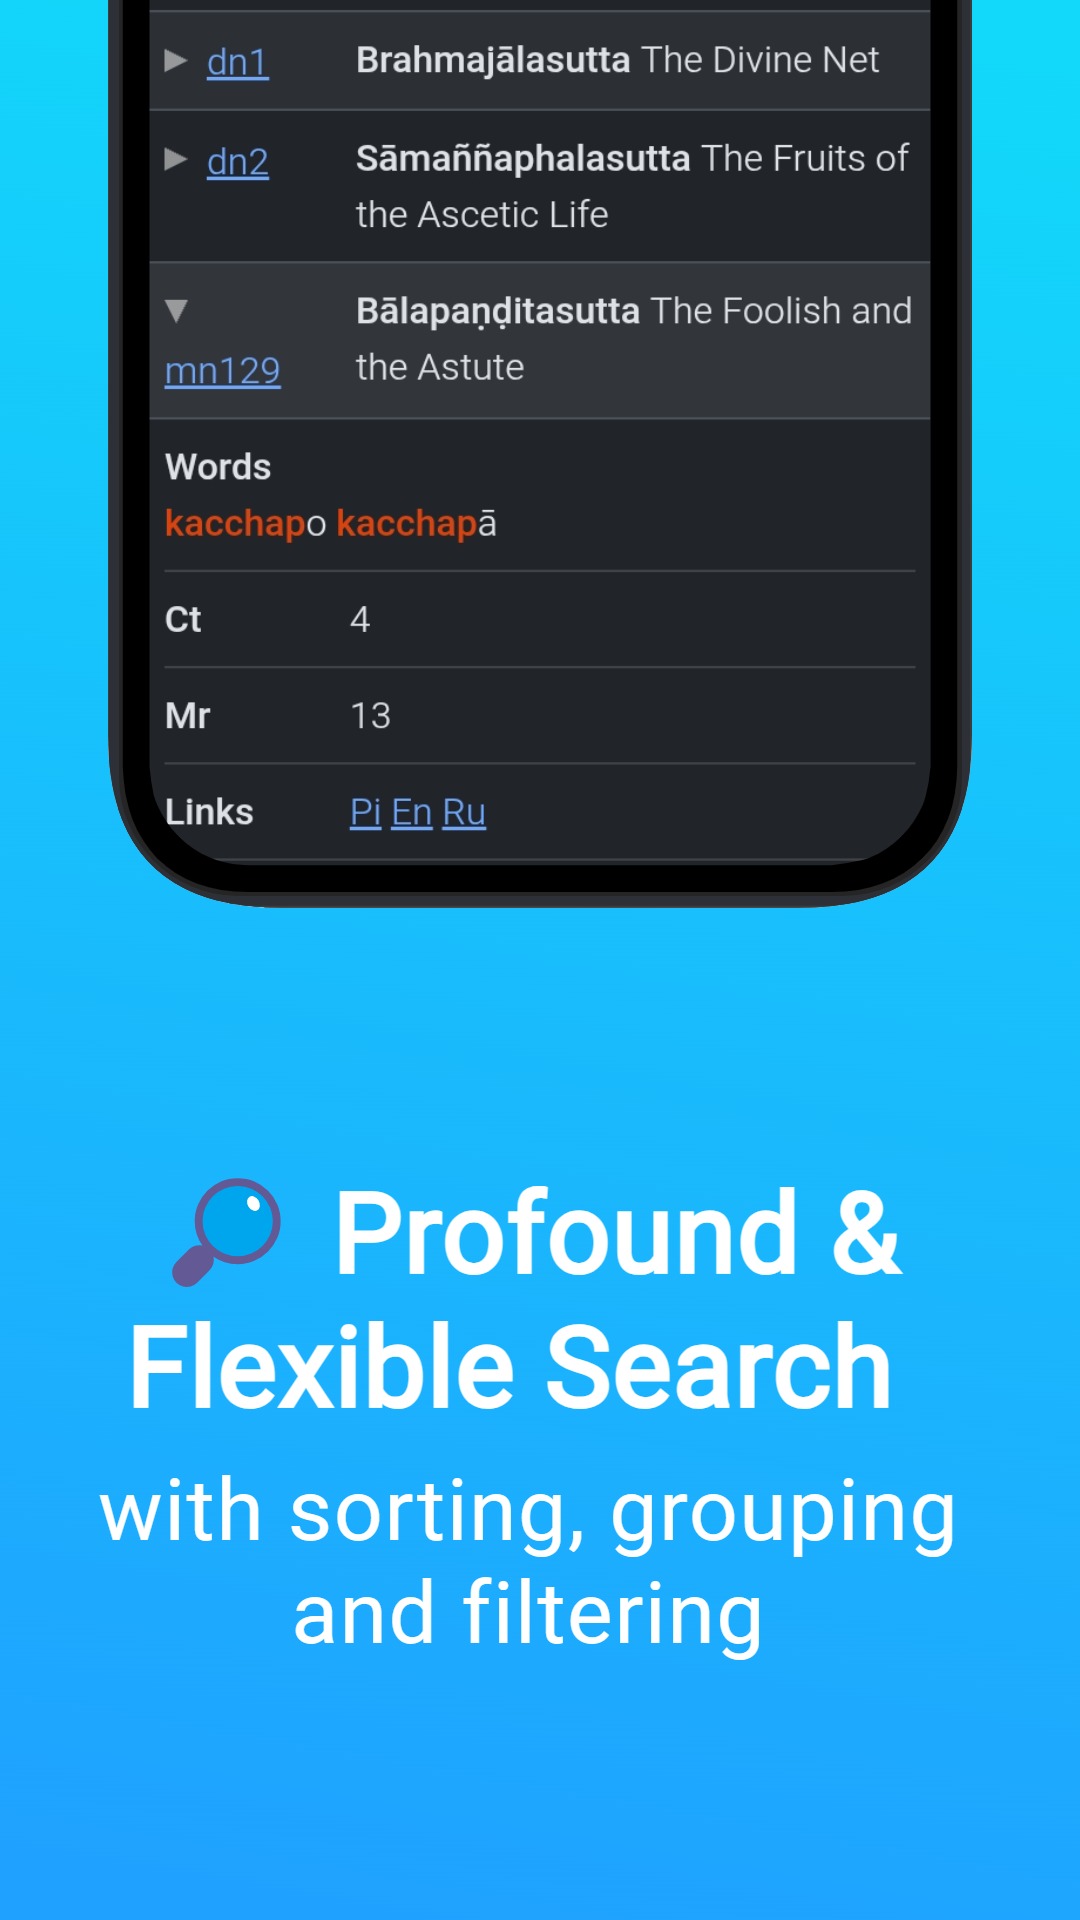 dn1 Brahmajālasutta The Divine Net
dn2 Sāmaññaphalasutta The Fruits of
the Ascetic Life
Bālapaṇḍitasutta The Foolish and
mn129 the Astute
Words
kacchapo kacchapā
Ct 4
Mr 13
Links Pi En Ru
Profound &
Flexible Search
with sorting, grouping
and filtering